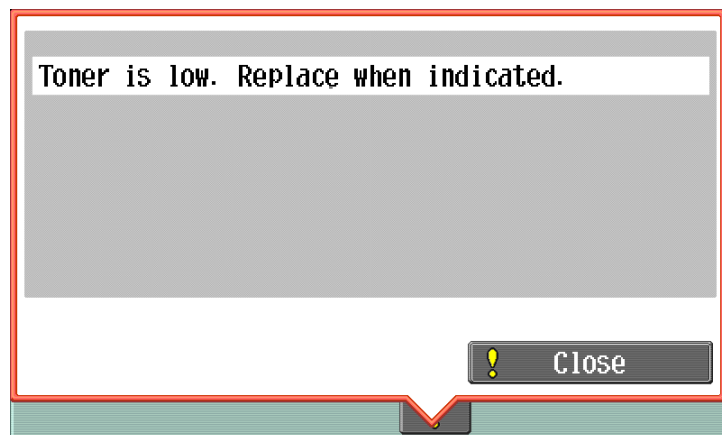 Toner is low. Replace when indicated.
Close